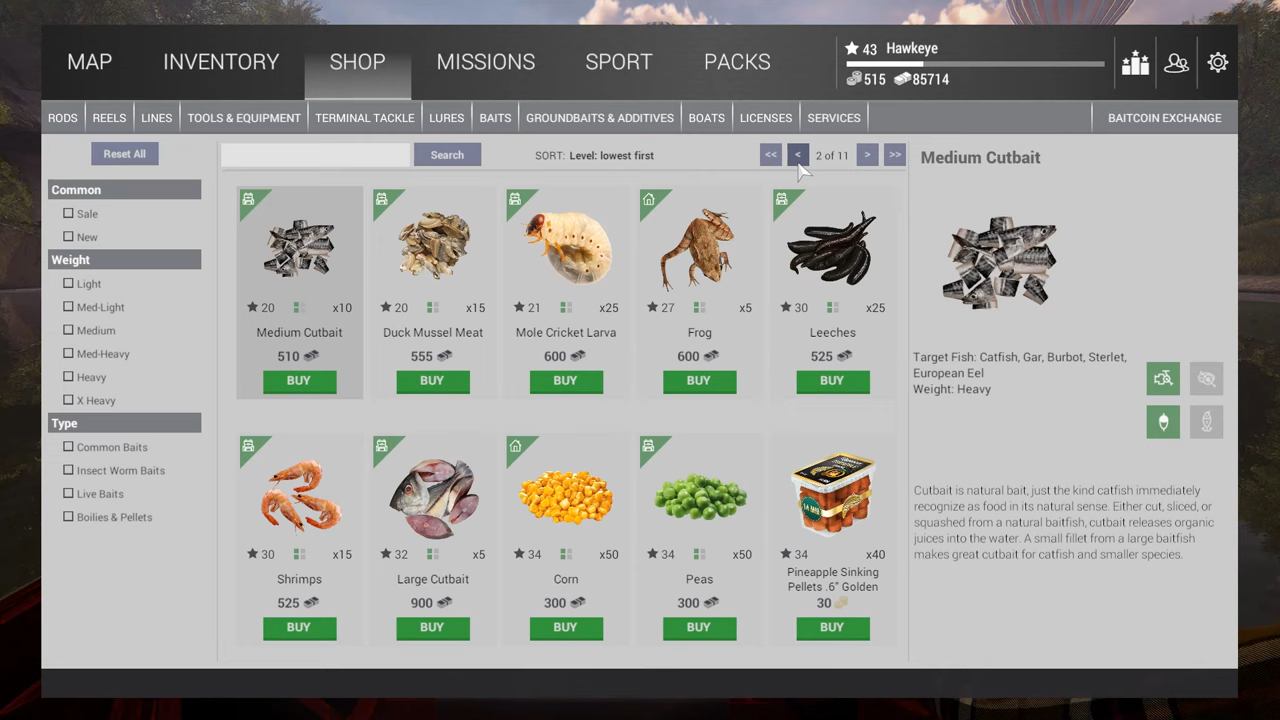 MAP INVENTORY SHOP MISSIONS SPORT PACKS
43 Hawkeye
515 85714
RODS REELS LINES TOOLS & EQUIPMENT TERMINAL TACKLE LURES BAITS GROUNDBAITS & ADDITIVES BOATS LICENSES SERVICES BAITCOIN EXCHANGE
Reset All
Common
Sale
New
Weight
Light
Med-Light
Medium
Med-Heavy
Heavy
X Heavy
Type
Common Baits
Insect Worm Baits
Live Baits
Boilies & Pellets
Search
SORT: Level: lowest first
<< < 2 of 11 > >>
20 x10
Medium Cutbait
510
BUY
20 x15
Duck Mussel Meat
555
BUY
21 x25
Mole Cricket Larva
600
BUY
27 x5
Frog
600
BUY
30 x25
Leeches
525
BUY
30 x15
Shrimps
525
BUY
32 x5
Large Cutbait
900
BUY
34 x50
Corn
300
BUY
34 x50
Peas
300
BUY
34 x40
Pineapple Sinking
Pellets .6" Golden
30
BUY
Medium Cutbait
Target Fish: Catfish, Gar, Burbot, Sterlet,
European Eel
Weight: Heavy
Cutbait is natural bait, just the kind catfish immediately
recognize as food in its natural sense. Either cut, sliced, or
squashed from a natural baitfish, cutbait releases organic
juices into the water. A small fillet from a large baitfish
makes great cutbait for catfish and smaller species.